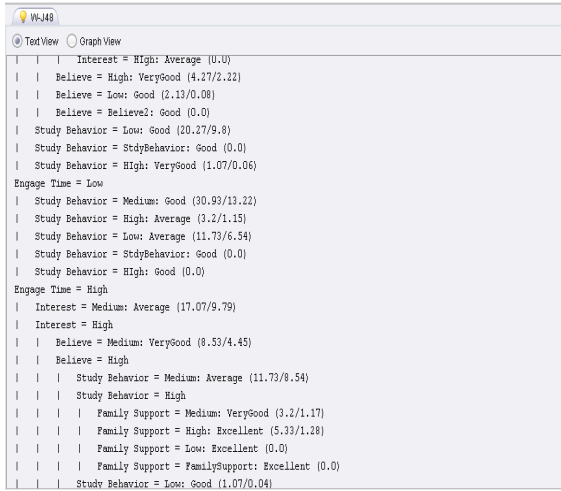 W-J48
Text View Graph View
| | | Interest = HIgh: Average (0.0)
| | Believe = High: VeryGood (4.27/2.22)
| | Believe = Low: Good (2.13/0.08)
| | Believe = Believe2: Good (0.0)
| Study Behavior = Low: Good (20.27/9.8)
| Study Behavior = StdyBehavior: Good (0.0)
| Study Behavior = HIgh: VeryGood (1.07/0.06)
Engage Time = Low
| Study Behavior = Medium: Good (30.93/13.22)
| Study Behavior = High: Average (3.2/1.15)
| Study Behavior = Low: Average (11.73/6.54)
| Study Behavior = StdyBehavior: Good (0.0)
| Study Behavior = HIgh: Good (0.0)
Engage Time = High
| Interest = Medium: Average (17.07/9.79)
| Interest = High
| | Believe = Medium: VeryGood (8.53/4.45)
| | Believe = High
| | | Study Behavior = Medium: Average (11.73/8.54)
| | | Study Behavior = High
| | | | Family Support = Medium: VeryGood (3.2/1.17)
| | | | Family Support = High: Excellent (5.33/1.28)
| | | | Family Support = Low: Excellent (0.0)
| | | | Family Support = FamilySupport: Excellent (0.0)
| | | Study Behavior = Low: Good (1.07/0.04)